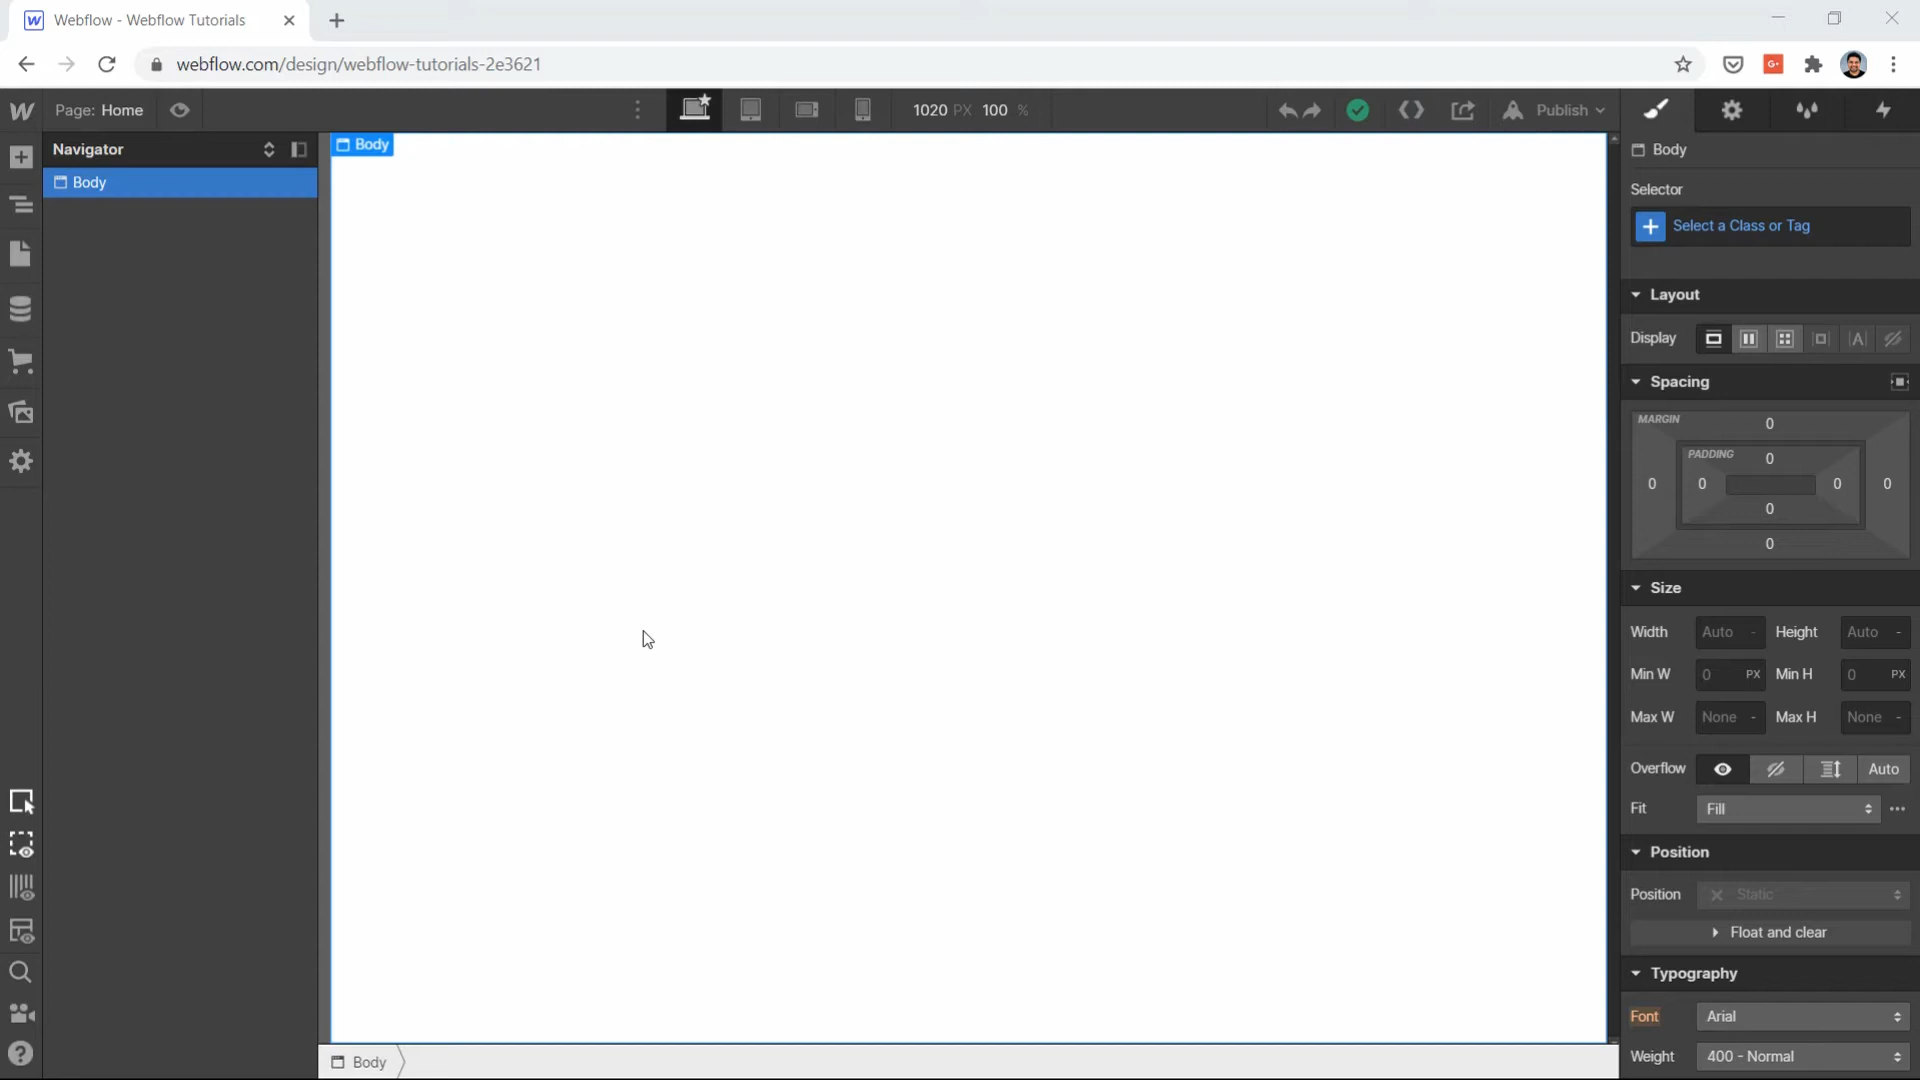 Webflow - Webflow Tutorials
webflow.com/design/webflow-tutorials-2e3621
G+
Page: Home
1020 PX 100 %
Publish
Navigator
Body
Body
Body
Selector
Select a Class or Tag
Layout
Display
Spacing
MARGIN
0
PADDING
0
0 0 0 0
0
0
Size
Width Auto - Height Auto -
Min W 0 PX Min H 0 PX
Max W None - Max H None -
Overflow Auto
Fit Fill
Position
Position Static
Float and clear
Typography
Font Arial
Weight 400 - Normal
Body